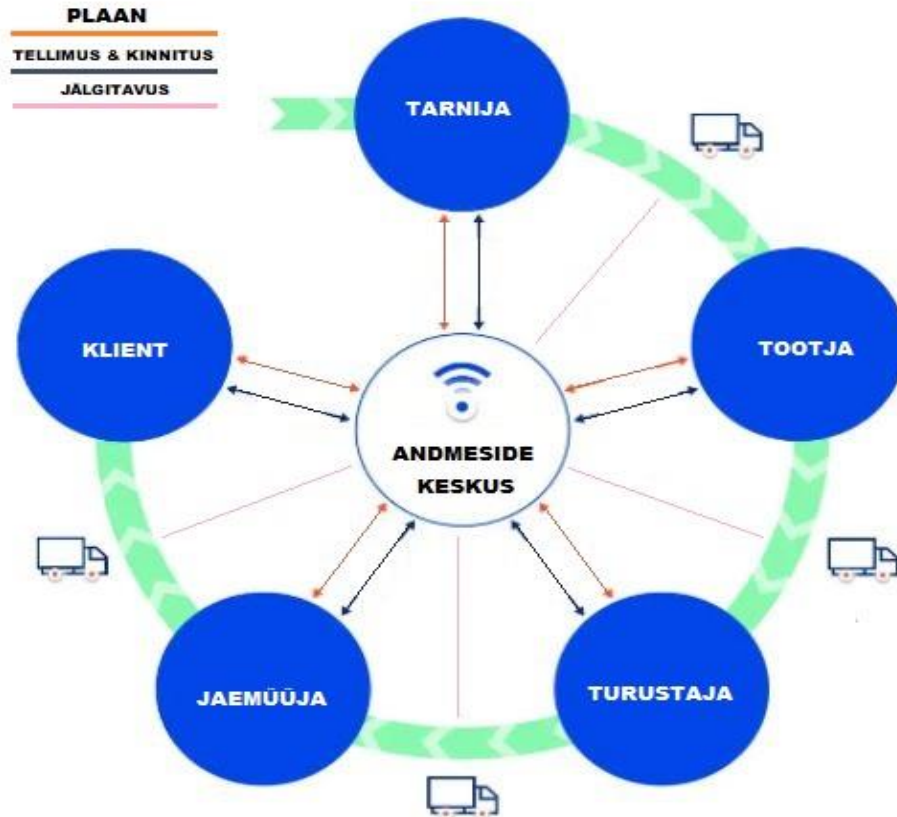 PLAAN
TELLIMUS & KINNITUS
JÄLGITAVUS
TARNIJA
KLIENT
TOOTJA
ANDMESIDE
KESKUS
JAEMÜÜJA
TURUSTAJA